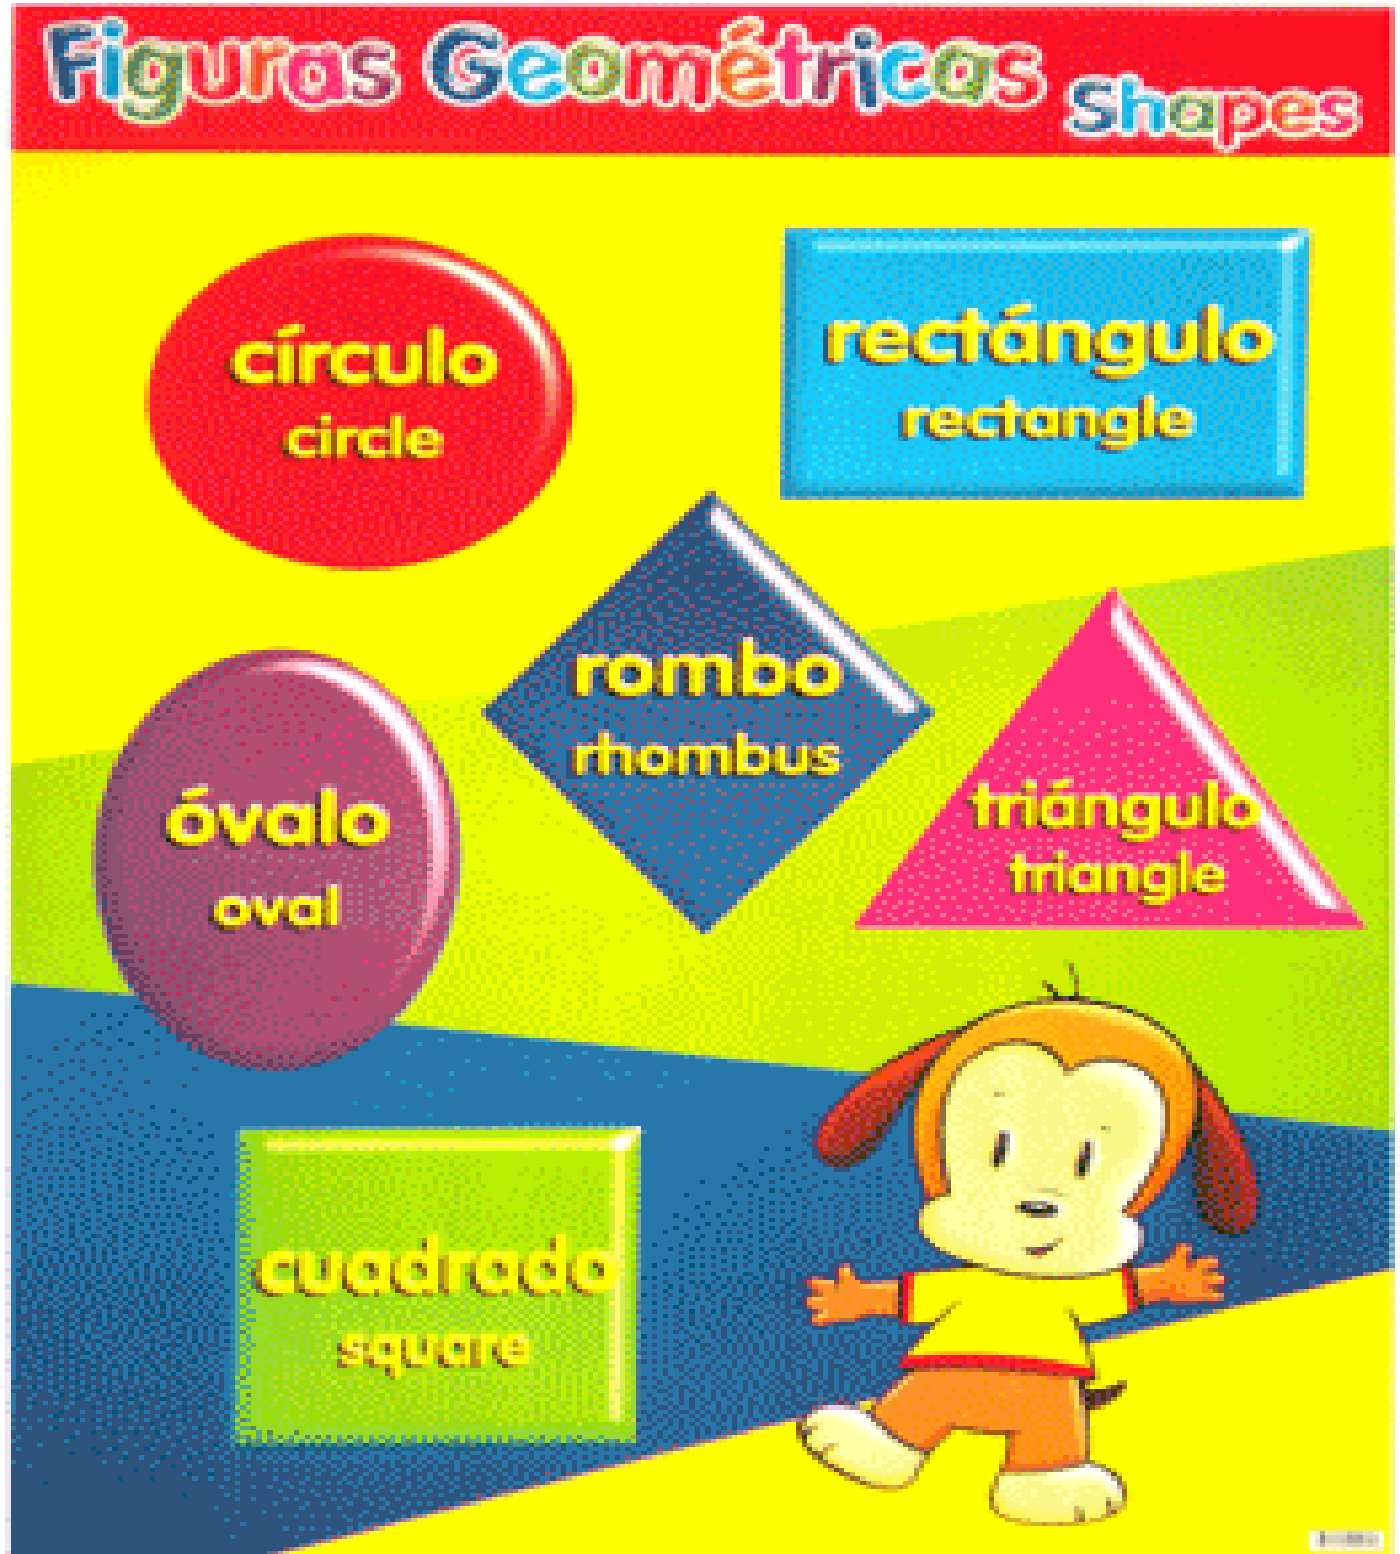 Figuras Geométricas Shapes
círculo
circle
rectángulo
rectangle
rombo
rhombus
triángulo
triangle
óvalo
oval
cuadrado
square